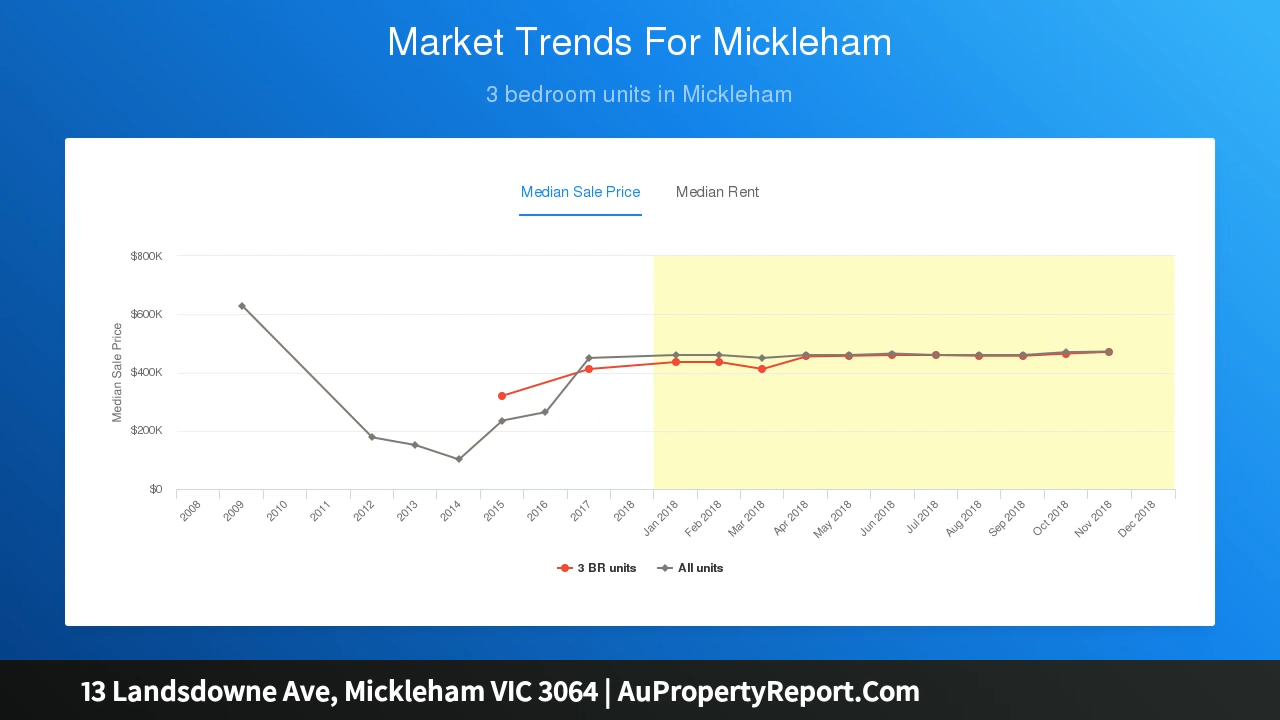 Market Trends For Mickleham
3 bedroom units in Mickleham
Median Sale Price
Median Rent
Median Sale Price
$800K
$600K
$400K
$200K
$0
2008
2009
2010
2011
2012
2013
2014
2015
2016
2017
2018
Jan 2018
Feb 2018
Mar 2018
Apr 2018
May 2018
Jun 2018
Jul 2018
Aug 2018
Sep 2018
Oct 2018
Nov 2018
Dec 2018
3 BR units
All units
13 Landsdowne Ave, Mickleham VIC 3064 | AuPropertyReport.Com